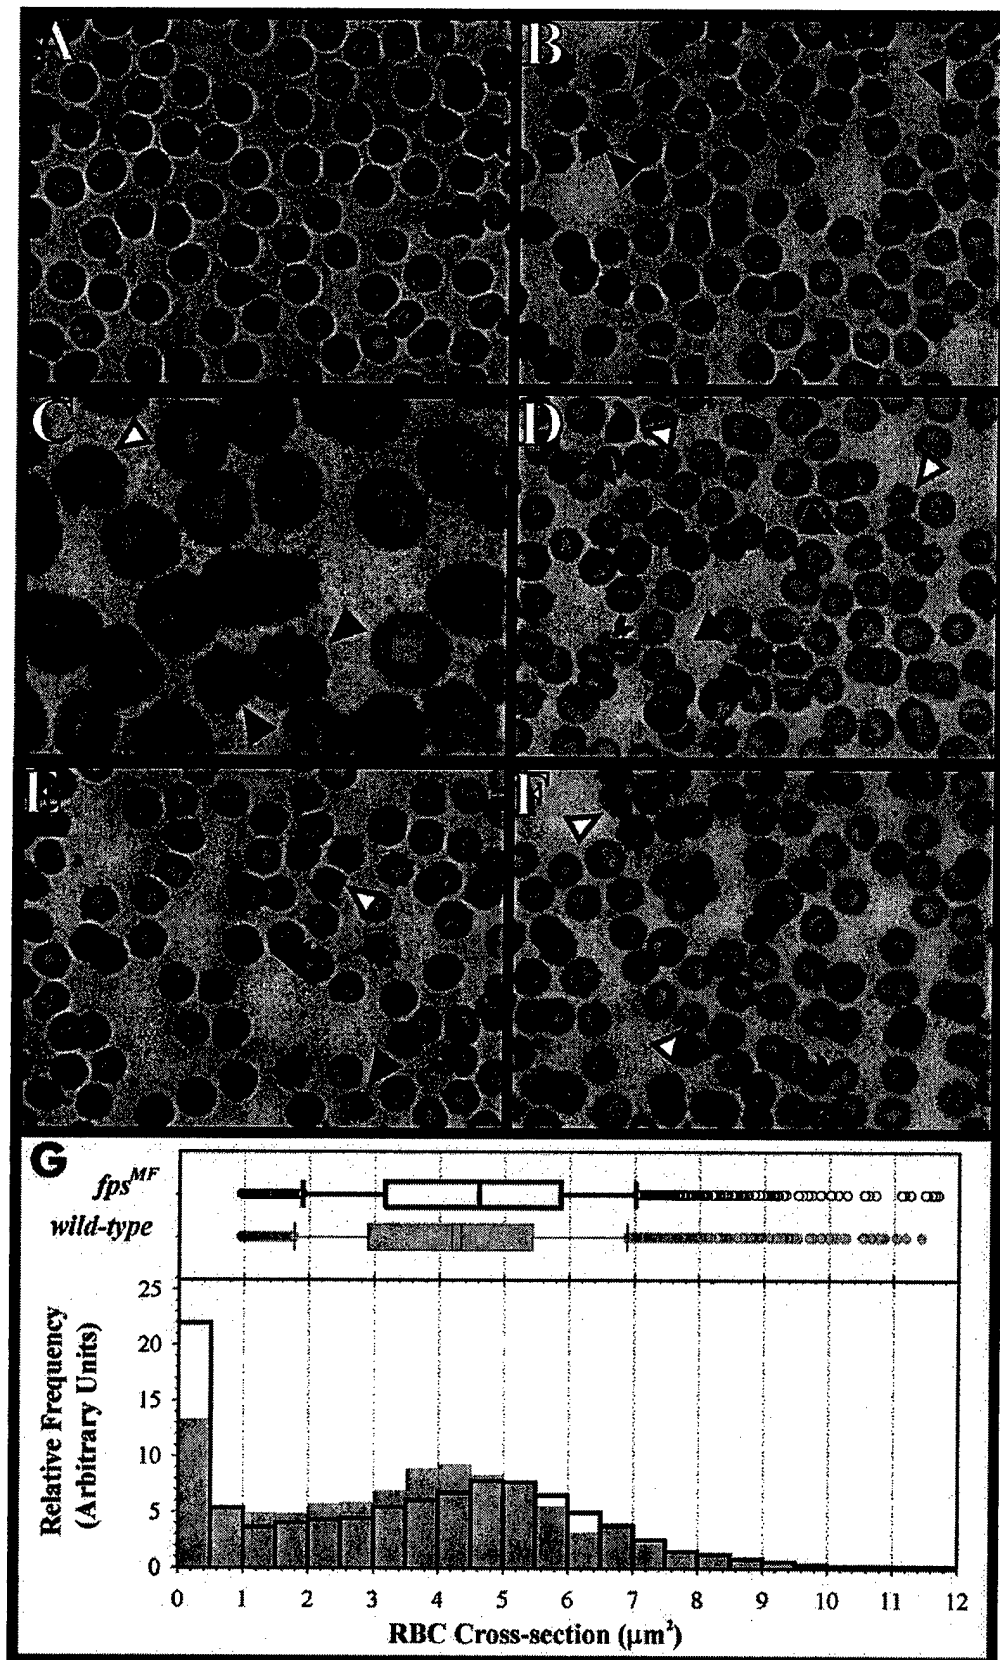 A
B
C
D
E
F
G
fps^MF
wild-type
25
20
15
10
5
0
Relative Frequency
(Arbitrary Units)
0 1 2 3 4 5 6 7 8 9 10 11 12
RBC Cross-section (µm²)